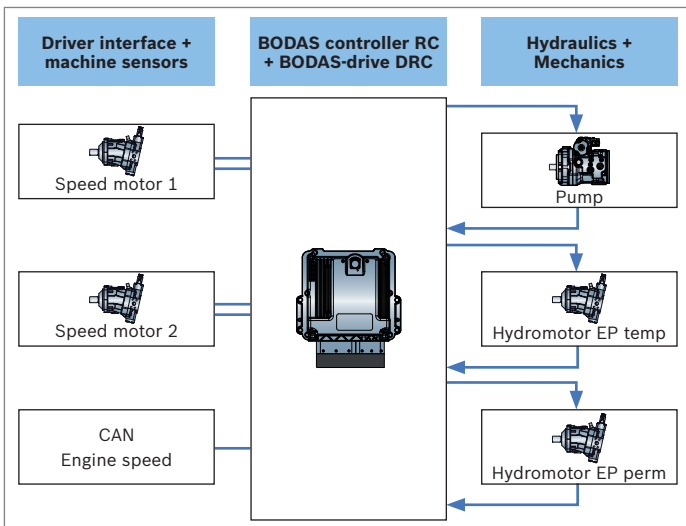 Driver interface +
machine sensors
BODAS controller RC
+ BODAS-drive DRC
Hydraulics +
Mechanics
Speed motor 1
Pump
Speed motor 2
Hydromotor EP temp
CAN
Engine speed
Hydromotor EP perm